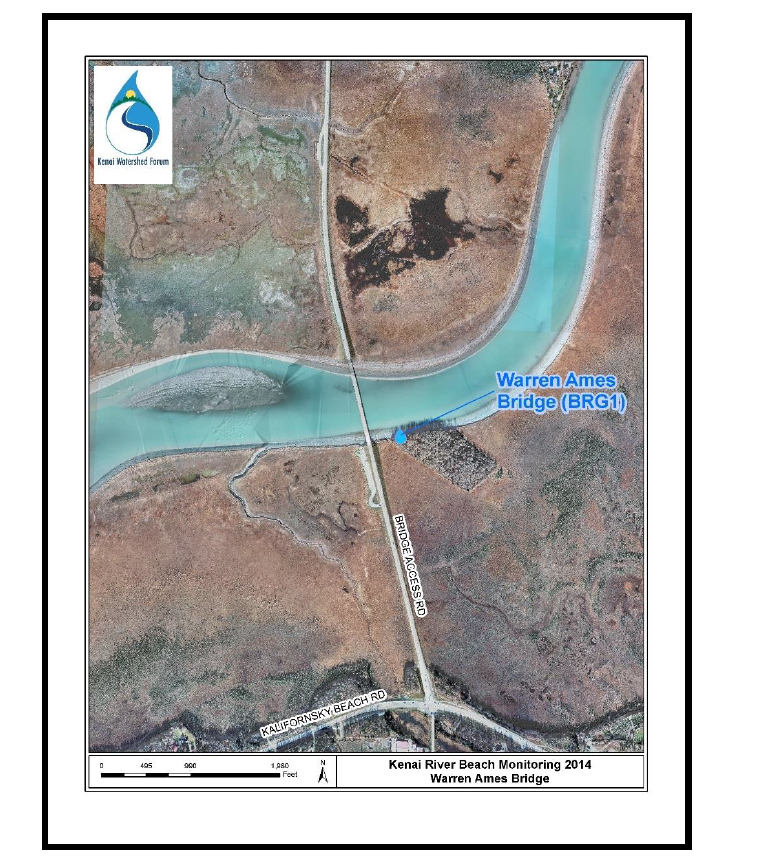 Kenai Watershed Forum
Warren Ames
Bridge (BRG1)
BRIDGE ACCESS RD
KALIFORNSKY BEACH RD
0 495 990 1,980
Feet
N
Kenai River Beach Monitoring 2014
Warren Ames Bridge